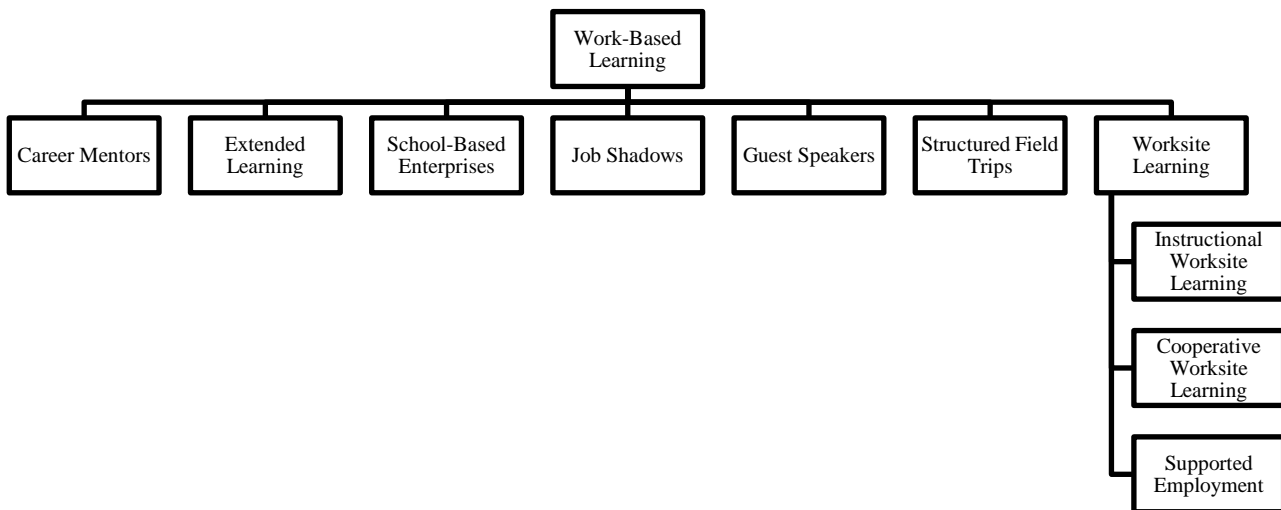 Work-Based
Learning
Career Mentors
Extended
Learning
School-Based
Enterprises
Job Shadows
Guest Speakers
Structured Field
Trips
Worksite
Learning
Instructional
Worksite
Learning
Cooperative
Worksite
Learning
Supported
Employment